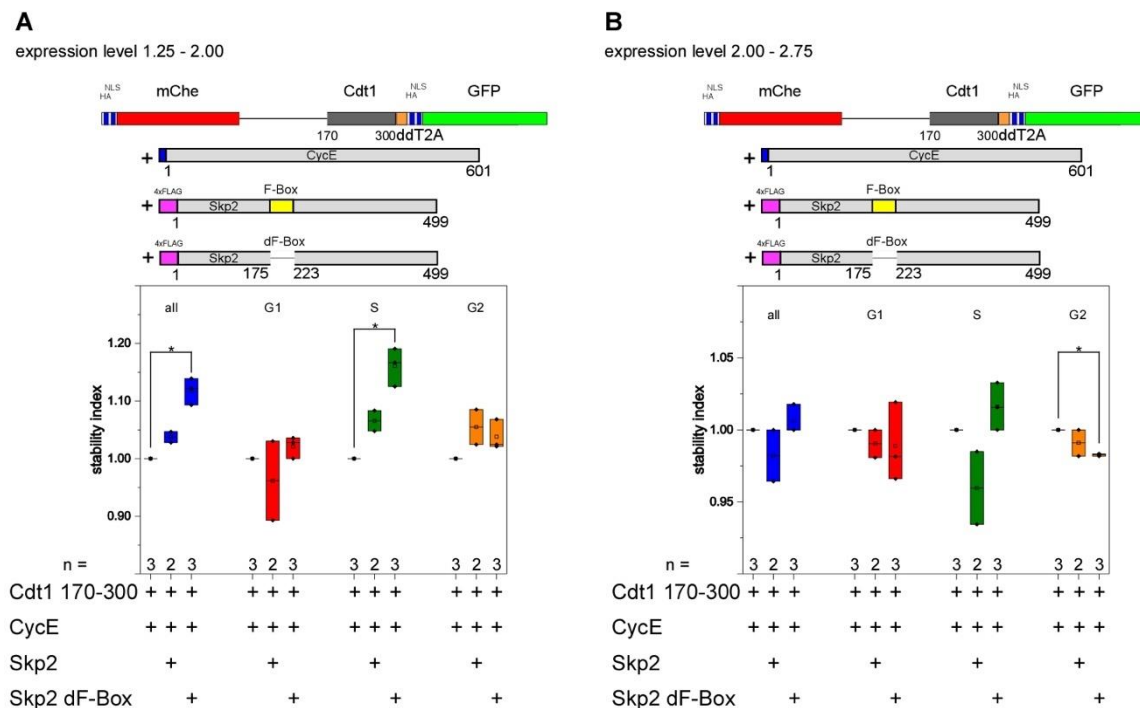 A
expression level 1.25 - 2.00
HA NLS mChe Cdt1 NLS GFP
170 300 ddT2A
+ CycE
1 601
4xFLAG F-Box
+ Skp2
1 499
4xFLAG dF-Box
+ Skp2
1 175 223 499
all G1 S G2
* *
1.20
1.10
1.00
0.90
stability index
n = 3 2 3 3 2 3 3 2 3 3 2 3
Cdt1 170-300 + + + + + + + + + + + +
CycE + + + + + + + + + + + +
Skp2 + + + +
Skp2 dF-Box + + + +
B
expression level 2.00 - 2.75
HA NLS mChe Cdt1 NLS GFP
170 300 ddT2A
+ CycE
1 601
4xFLAG F-Box
+ Skp2
1 499
4xFLAG dF-Box
+ Skp2
1 175 223 499
all G1 S G2
*
1.05
1.00
0.95
stability index
n = 3 2 3 3 2 3 3 2 3 3 2 3
Cdt1 170-300 + + + + + + + + + + + +
CycE + + + + + + + + + + + +
Skp2 + + + +
Skp2 dF-Box + + + +